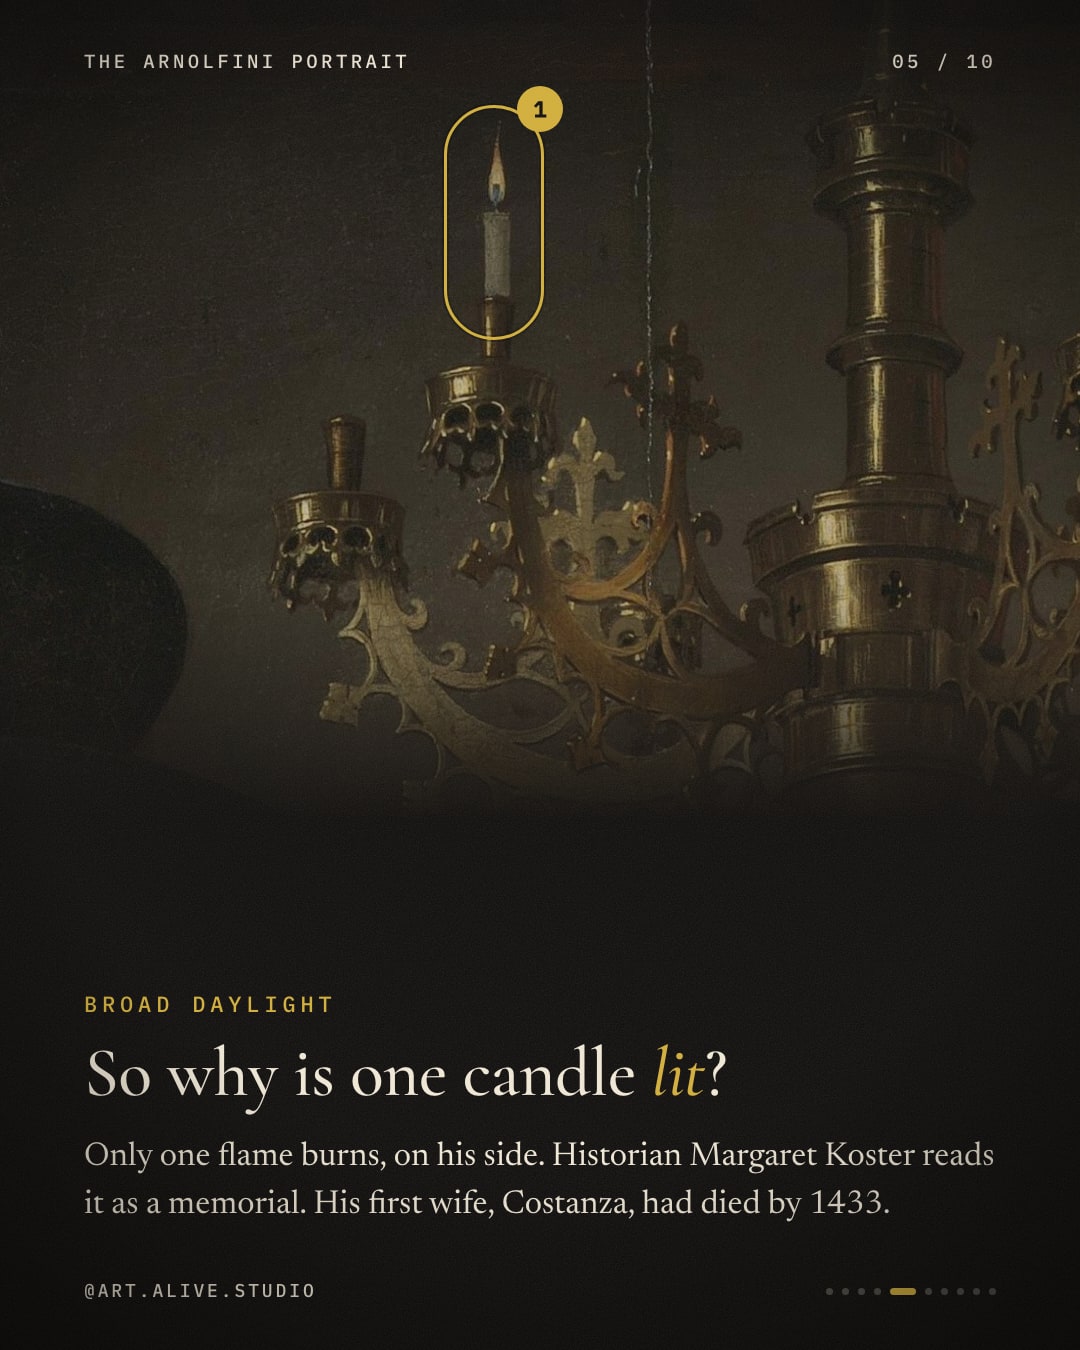 THE ARNOLFINI PORTRAIT
05 / 10
1
BROAD DAYLIGHT
So why is one candle lit?
Only one flame burns, on his side. Historian Margaret Koster reads
it as a memorial. His first wife, Costanza, had died by 1433.
@ART.ALIVE.STUDIO